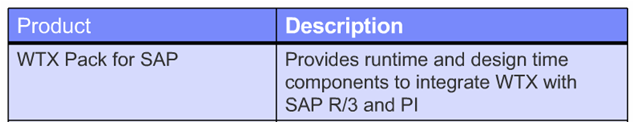 Product Description
WTX Pack for SAP Provides runtime and design time
components to integrate WTX with
SAP R/3 and PI